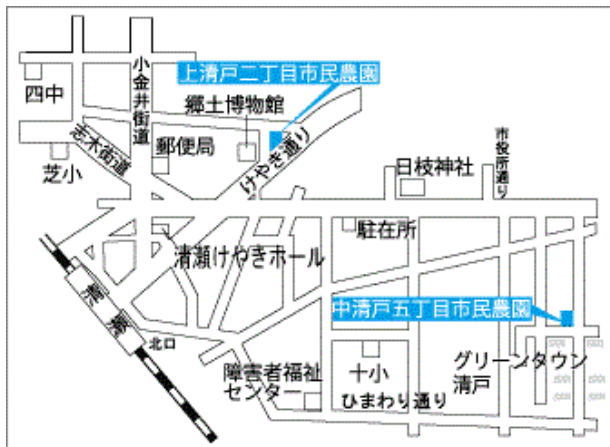 上清戸二丁目市民農園
小金井街道
四中
郷土博物館
けやき通り
市役所通り
志木街道
郵便局
日枝神社
芝小
駐在所
清瀬けやきホール
中清戸五丁目市民農園
北口
障害者福祉
センター
十小
グリーンタウン
清戸
ひまわり通り